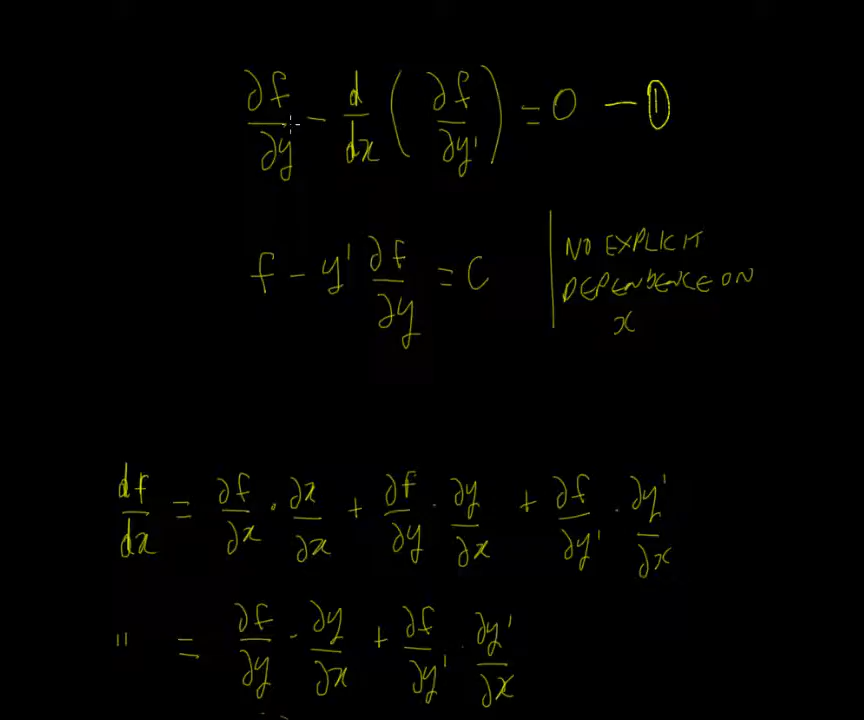 ∂f/∂y - d/dx ( ∂f/∂y' ) = 0 - ①
f - y' ∂f/∂y = C
NO EXPLICIT
DEPENDENCE ON
x
df/dx = ∂f/∂x · ∂x/∂x + ∂f/∂y · ∂y/∂x + ∂f/∂y' · ∂y'/∂x
" = ∂f/∂y · ∂y/∂x + ∂f/∂y' · ∂y'/∂x